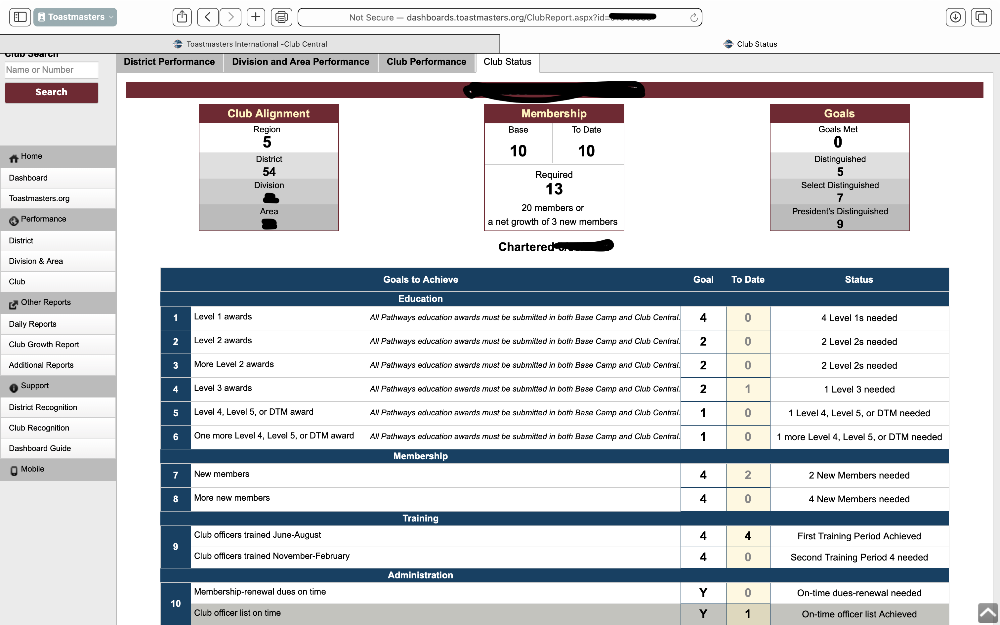 Toastmasters
Not Secure — dashboards.toastmasters.org/ClubReport.aspx?id=
Toastmasters International -Club Central
Club Status
Club Search
Name or Number
Search
Home
Dashboard
Toastmasters.org
Performance
District
Division & Area
Club
Other Reports
Daily Reports
Club Growth Report
Additional Reports
Support
District Recognition
Club Recognition
Dashboard Guide
Mobile
District Performance
Division and Area Performance
Club Performance
Club Status
Club Alignment
Region
5
District
54
Division
Area
Membership
Base To Date
10 10
Required
13
20 members or
a net growth of 3 new members
Goals
Goals Met
0
Distinguished
5
Select Distinguished
7
President's Distinguished
9
Chartered
Goals to Achieve Goal To Date Status
Education
1 Level 1 awards All Pathways education awards must be submitted in both Base Camp and Club Central. 4 0 4 Level 1s needed
2 Level 2 awards All Pathways education awards must be submitted in both Base Camp and Club Central. 2 0 2 Level 2s needed
3 More Level 2 awards All Pathways education awards must be submitted in both Base Camp and Club Central. 2 0 2 Level 2s needed
4 Level 3 awards All Pathways education awards must be submitted in both Base Camp and Club Central. 2 1 1 Level 3 needed
5 Level 4, Level 5, or DTM award All Pathways education awards must be submitted in both Base Camp and Club Central. 1 0 1 Level 4, Level 5, or DTM needed
6 One more Level 4, Level 5, or DTM award All Pathways education awards must be submitted in both Base Camp and Club Central. 1 0 1 more Level 4, Level 5, or DTM needed
Membership
7 New members 4 2 2 New Members needed
8 More new members 4 0 4 New Members needed
Training
9 Club officers trained June-August 4 4 First Training Period Achieved
Club officers trained November-February 4 0 Second Training Period 4 needed
Administration
10 Membership-renewal dues on time Y 0 On-time dues-renewal needed
Club officer list on time Y 1 On-time officer list Achieved